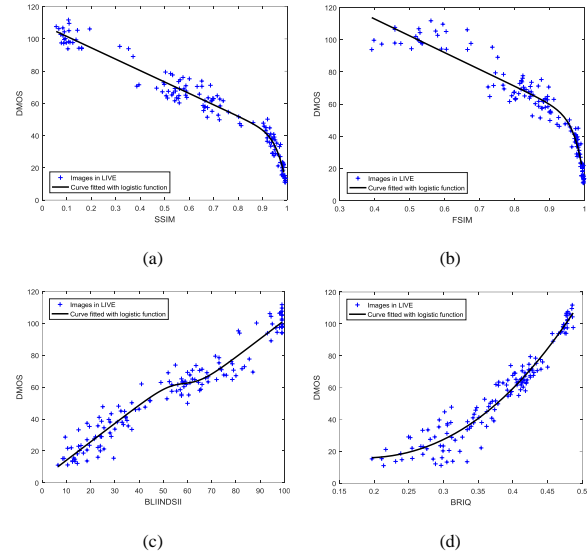 120
100
80
60
40
20
0
DMOS
Images in LIVE
Curve fitted with logistic function
0 0.1 0.2 0.3 0.4 0.5 0.6 0.7 0.8 0.9 1
SSIM
(a)
120
100
80
60
40
20
0
DMOS
Images in LIVE
Curve fitted with logistic function
0.3 0.4 0.5 0.6 0.7 0.8 0.9 1
FSIM
(b)
120
100
80
60
40
20
0
DMOS
Images in LIVE
Curve fitted with logistic function
0 10 20 30 40 50 60 70 80 90 100
BLIINDSII
(c)
120
100
80
60
40
20
0
DMOS
Images in LIVE
Curve fitted with logistic function
0.15 0.2 0.25 0.3 0.35 0.4 0.45 0.5
BRIQ
(d)